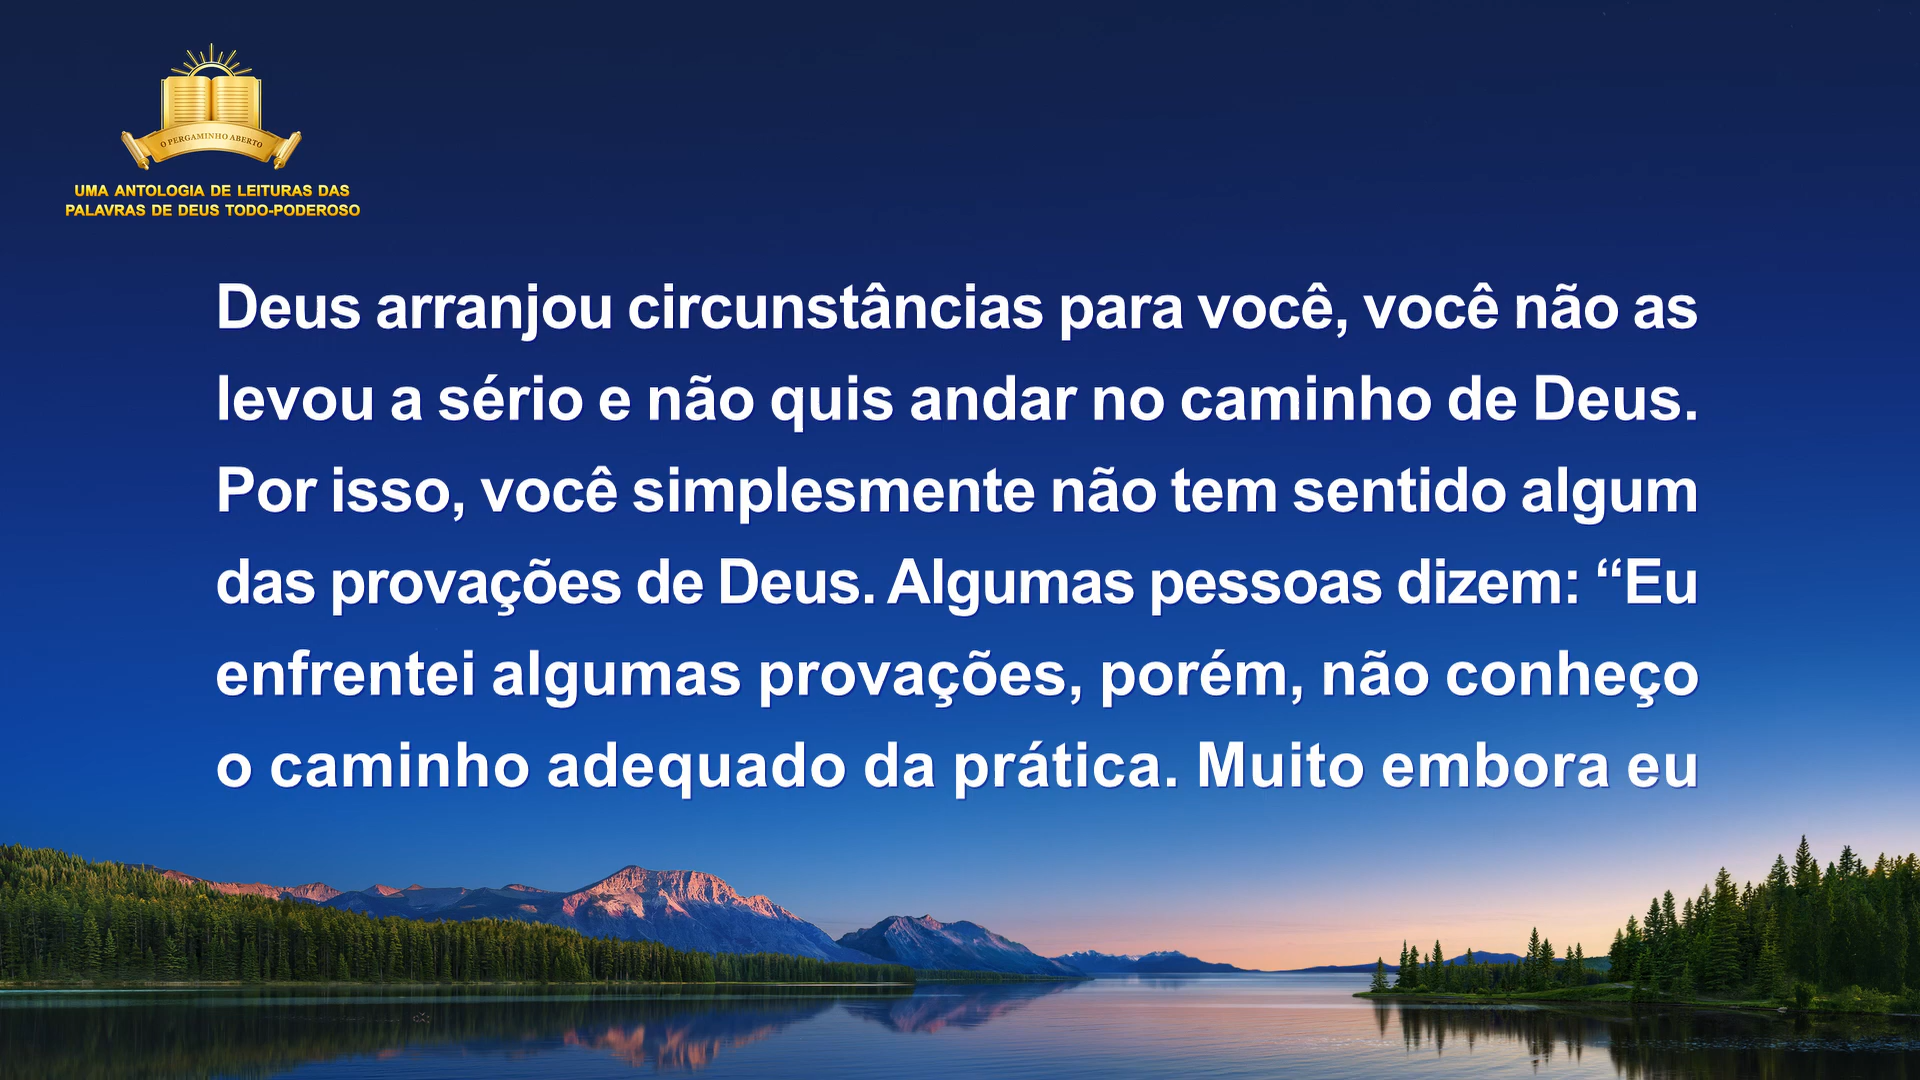 O PERGAMINHO ABERTO
UMA ANTOLOGIA DE LEITURAS DAS
PALAVRAS DE DEUS TODO-PODEROSO
Deus arranjou circunstâncias para você, você não as
levou a sério e não quis andar no caminho de Deus.
Por isso, você simplesmente não tem sentido algum
das provações de Deus. Algumas pessoas dizem: “Eu
enfrentei algumas provações, porém, não conheço
o caminho adequado da prática. Muito embora eu